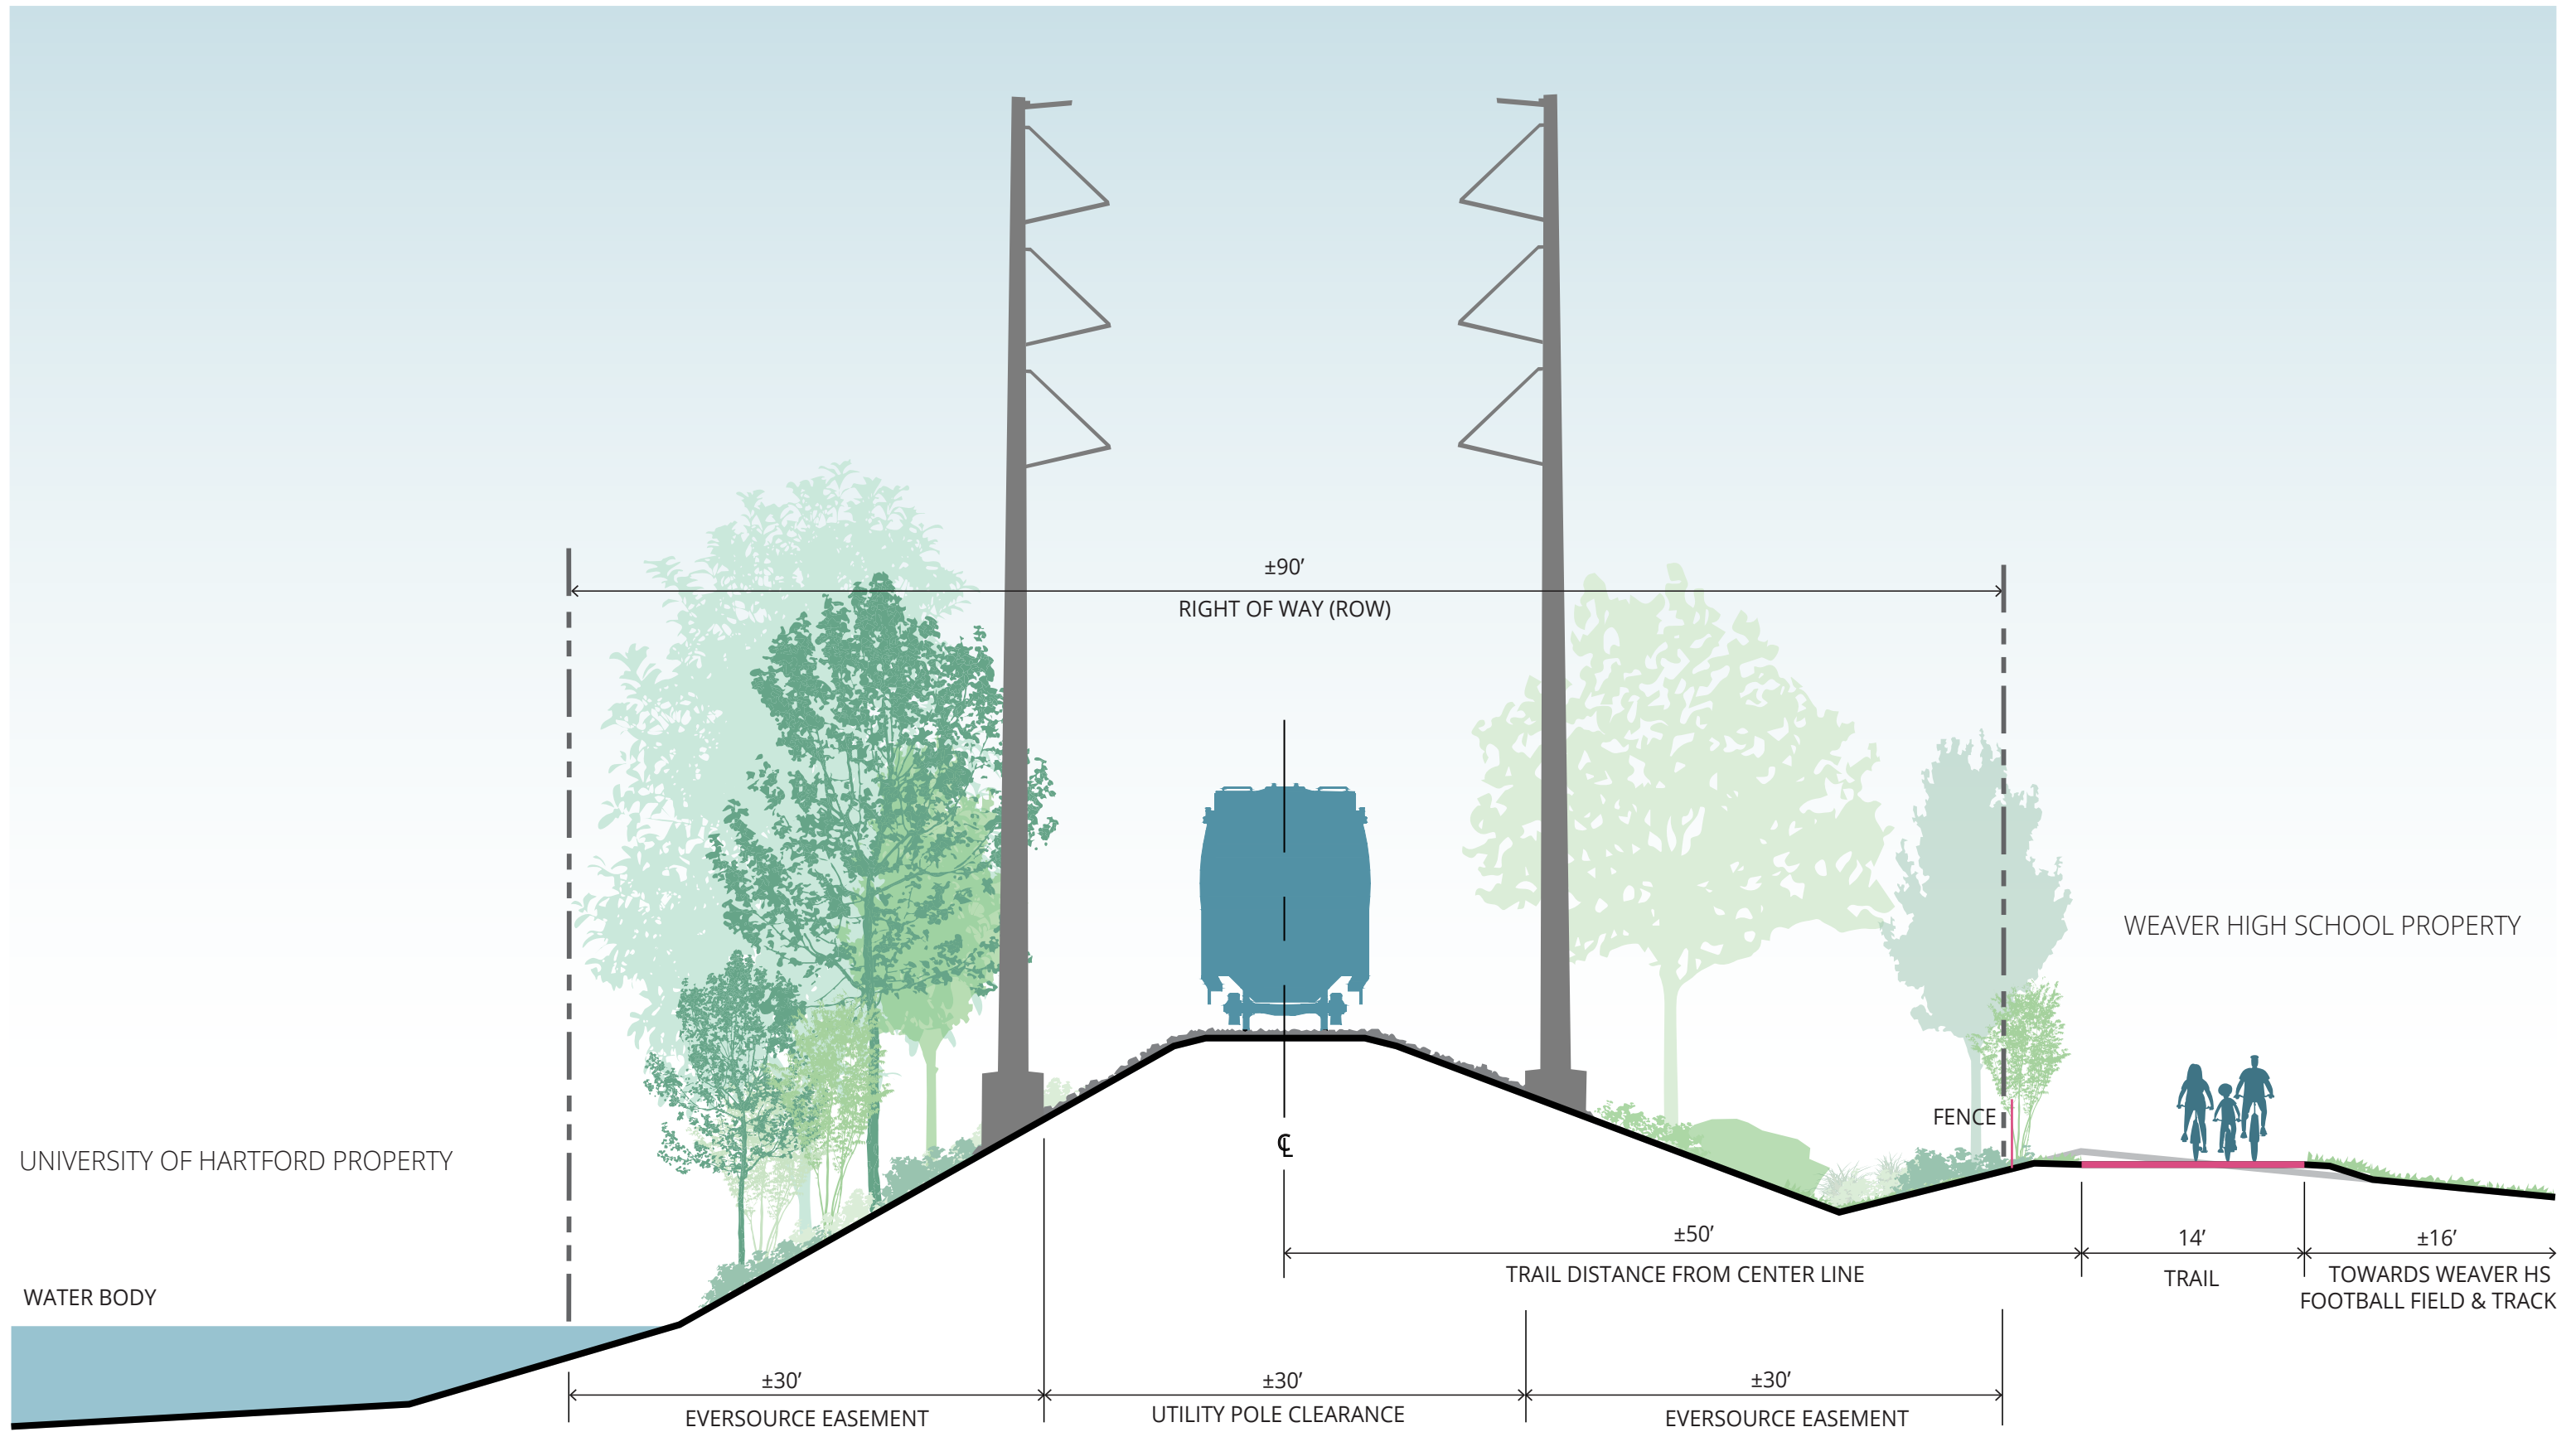 ±90’
RIGHT OF WAY (ROW)
WEAVER HIGH SCHOOL PROPERTY
FENCE
℄
UNIVERSITY OF HARTFORD PROPERTY
±50’
TRAIL DISTANCE FROM CENTER LINE
14’
TRAIL
±16’
TOWARDS WEAVER HS
FOOTBALL FIELD & TRACK
WATER BODY
±30’
EVERSOURCE EASEMENT
±30’
UTILITY POLE CLEARANCE
±30’
EVERSOURCE EASEMENT